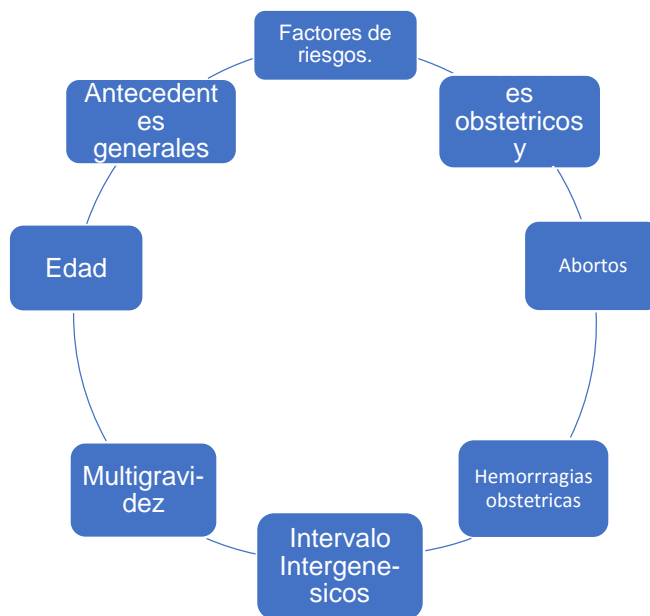 Factores de
riesgos.
es
obstetricos
y
Abortos
Hemorrragias
obstetricas
Intervalo
Intergene-
sicos
Multigravi-
dez
Edad
Antecedent
es
generales